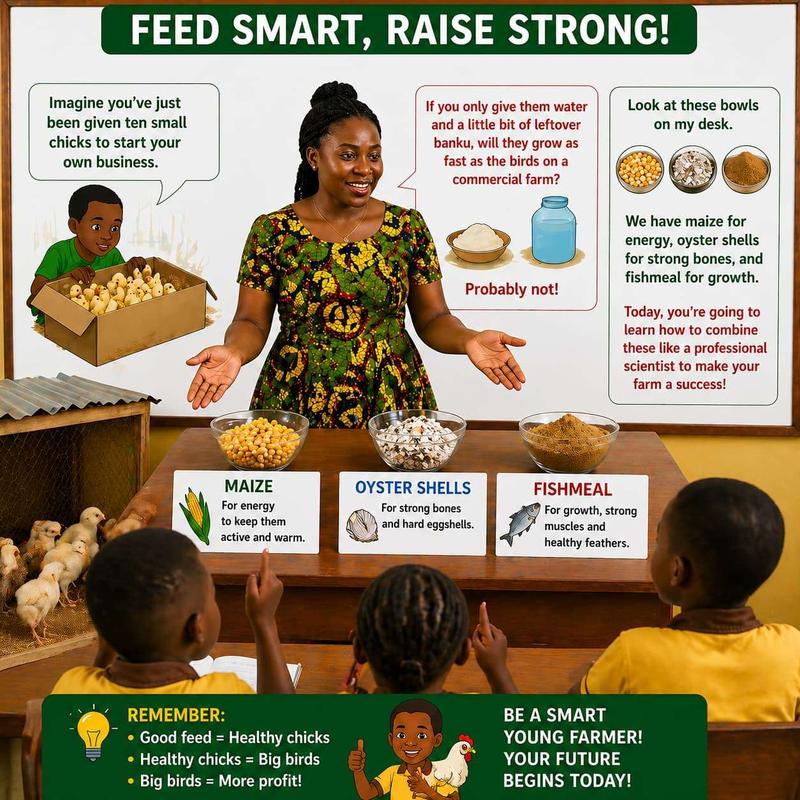 FEED SMART, RAISE STRONG!
Imagine you've just
been given ten small
chicks to start your
own business.
If you only give them water
and a little bit of leftover
banku, will they grow as
fast as the birds on a
commercial farm?
Probably not!
Look at these bowls
on my desk.
We have maize for
energy, oyster shells
for strong bones, and
fishmeal for growth.
Today, you're going to
learn how to combine
these like a professional
scientist to make your
farm a success!
MAIZE
For energy
to keep them
active and warm.
OYSTER SHELLS
For strong bones
and hard eggshells.
FISHMEAL
For growth, strong
muscles and
healthy feathers.
REMEMBER:
• Good feed = Healthy chicks
• Healthy chicks = Big birds
• Big birds = More profit!
BE A SMART
YOUNG FARMER!
YOUR FUTURE
BEGINS TODAY!